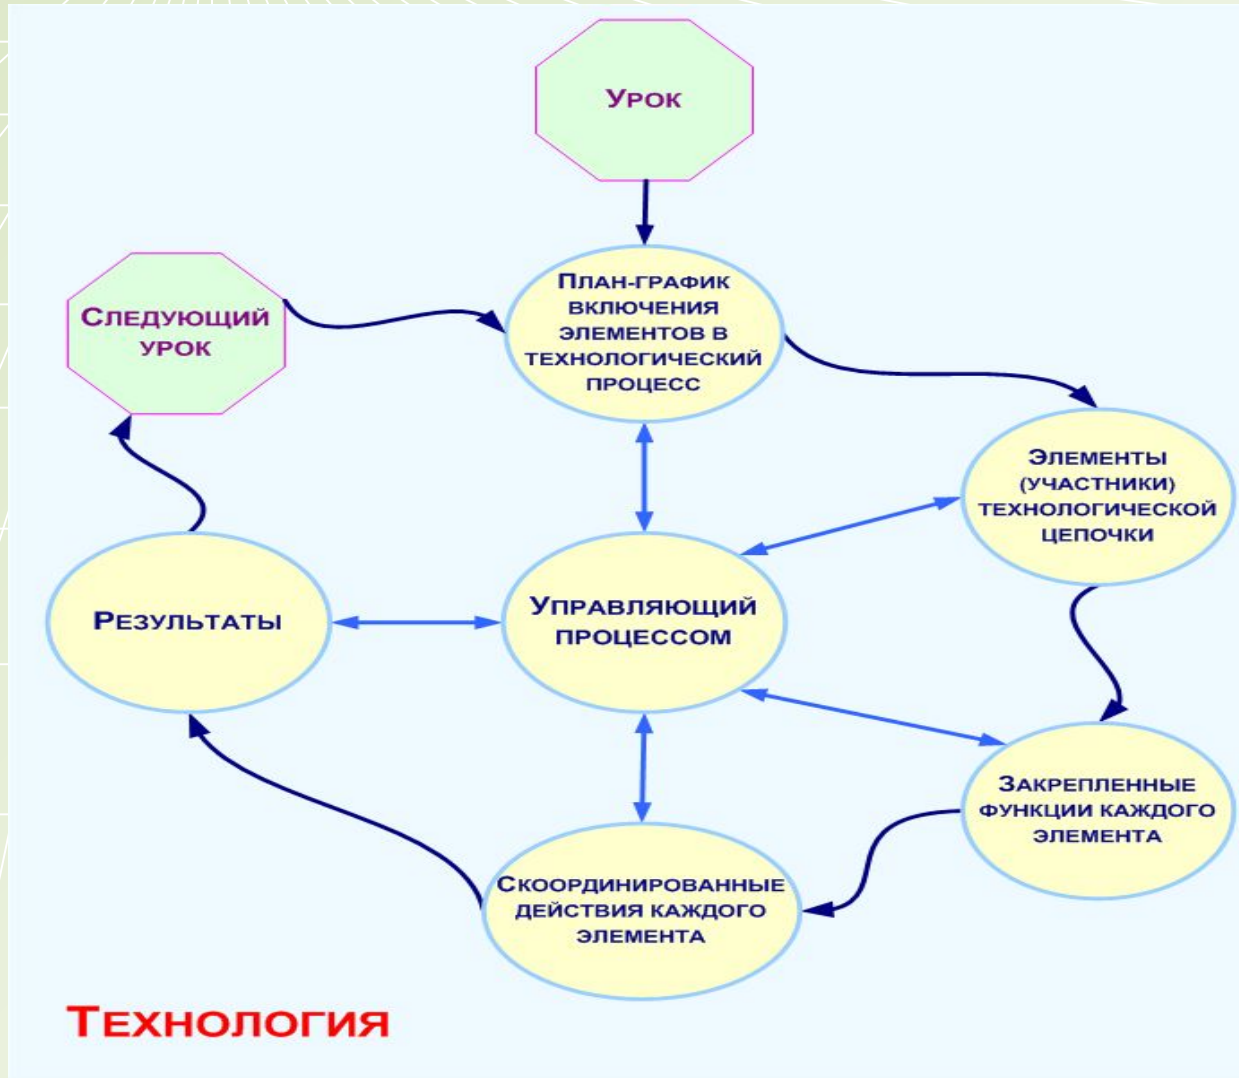 Урок
План-график
включения
элементов в
технологический
процесс
Следующий
урок
Элементы
(участники)
технологической
цепочки
Управляющий
процессом
Результаты
Закрепленные
функции каждого
элемента
Скоординированные
действия каждого
элемента
Технология